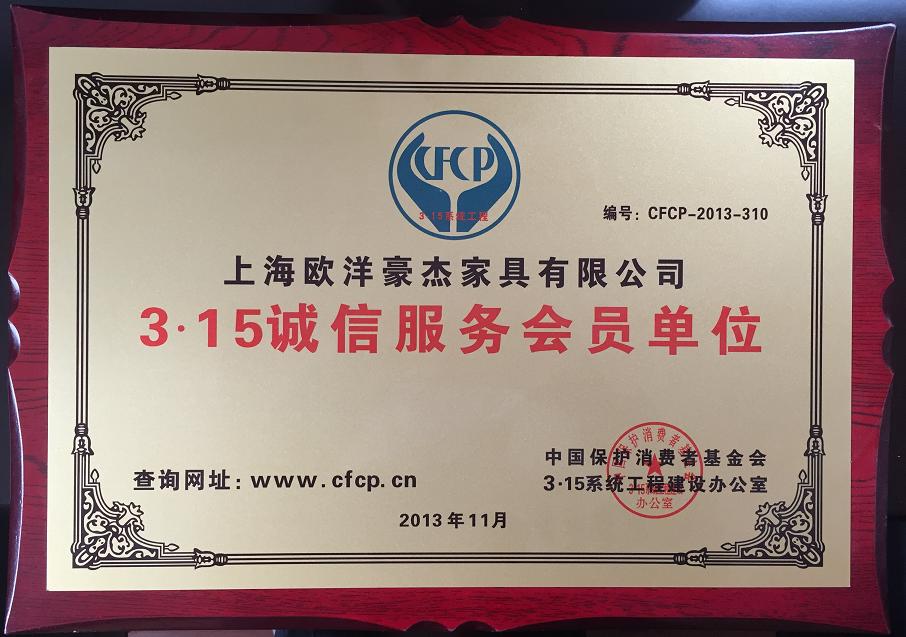 CFCP
3·15系统工程
编号: CFCP-2013-310
上海欧洋豪杰家具有限公司
3·15诚信服务会员单位
中国保护消费者基金会
查询网址: www.cfcp.cn
3·15系统工程建设办公室
办公室
2013年11月